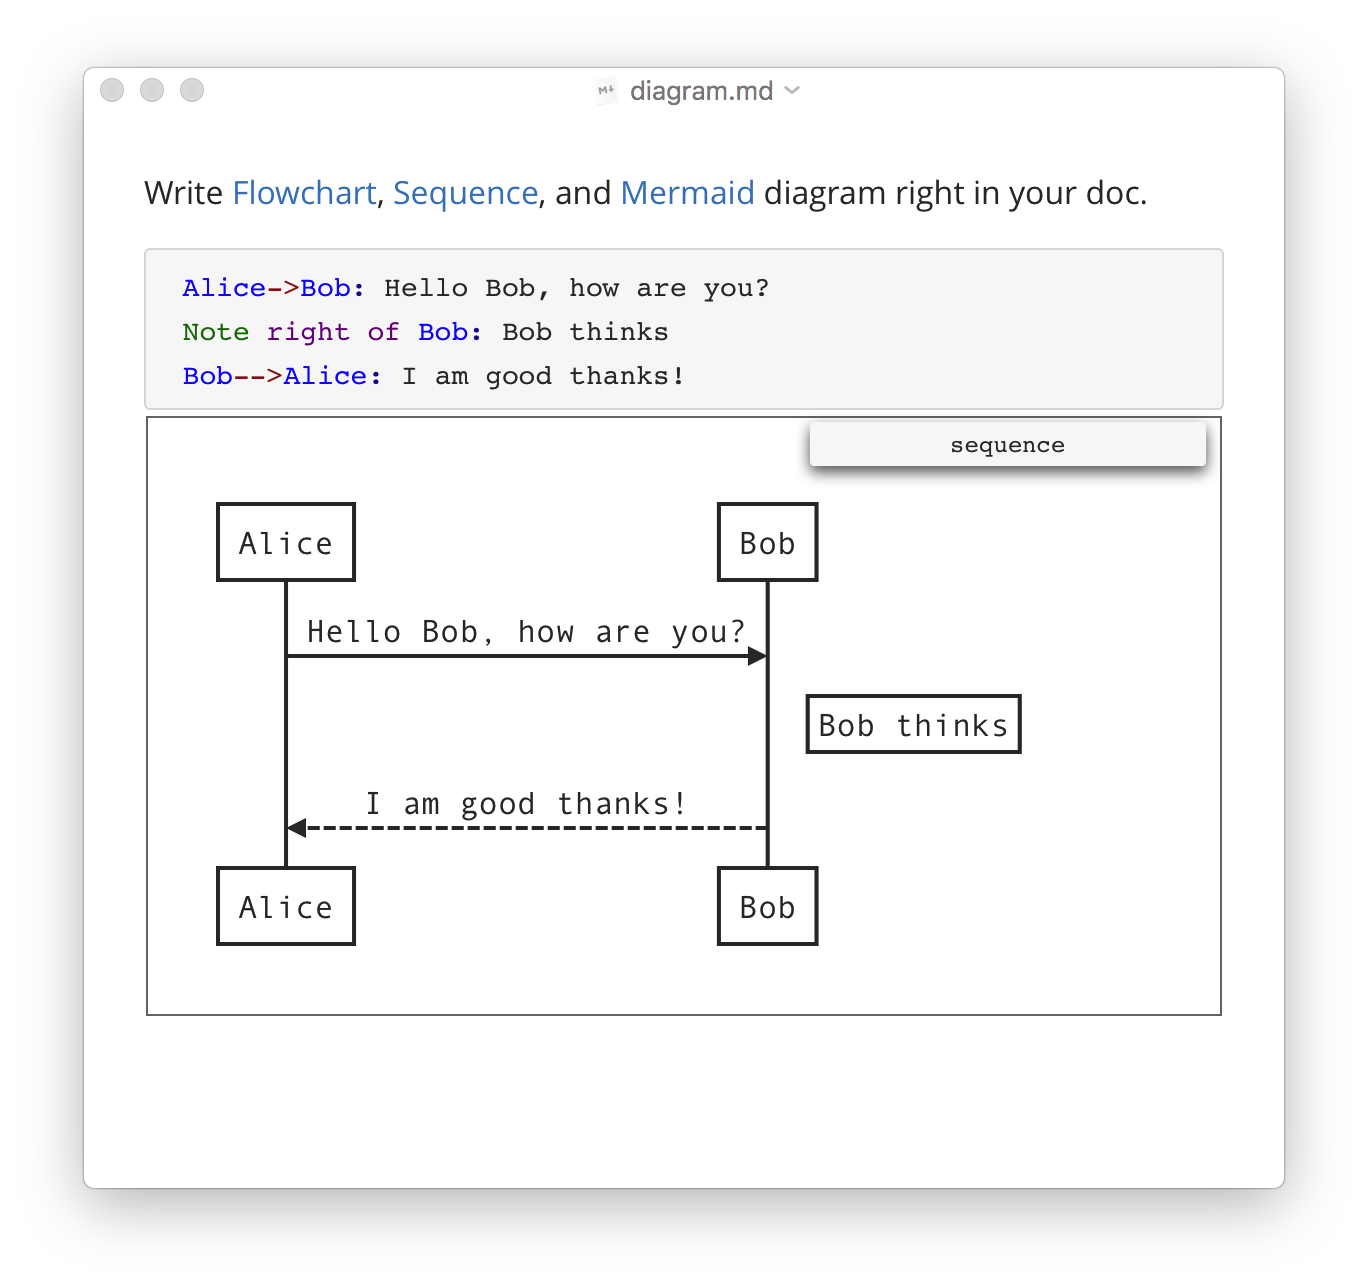 diagram.md
Write Flowchart, Sequence, and Mermaid diagram right in your doc.
Alice->Bob: Hello Bob, how are you?
Note right of Bob: Bob thinks
Bob-->Alice: I am good thanks!
sequence
Alice
Bob
Hello Bob, how are you?
Bob thinks
I am good thanks!
Alice
Bob